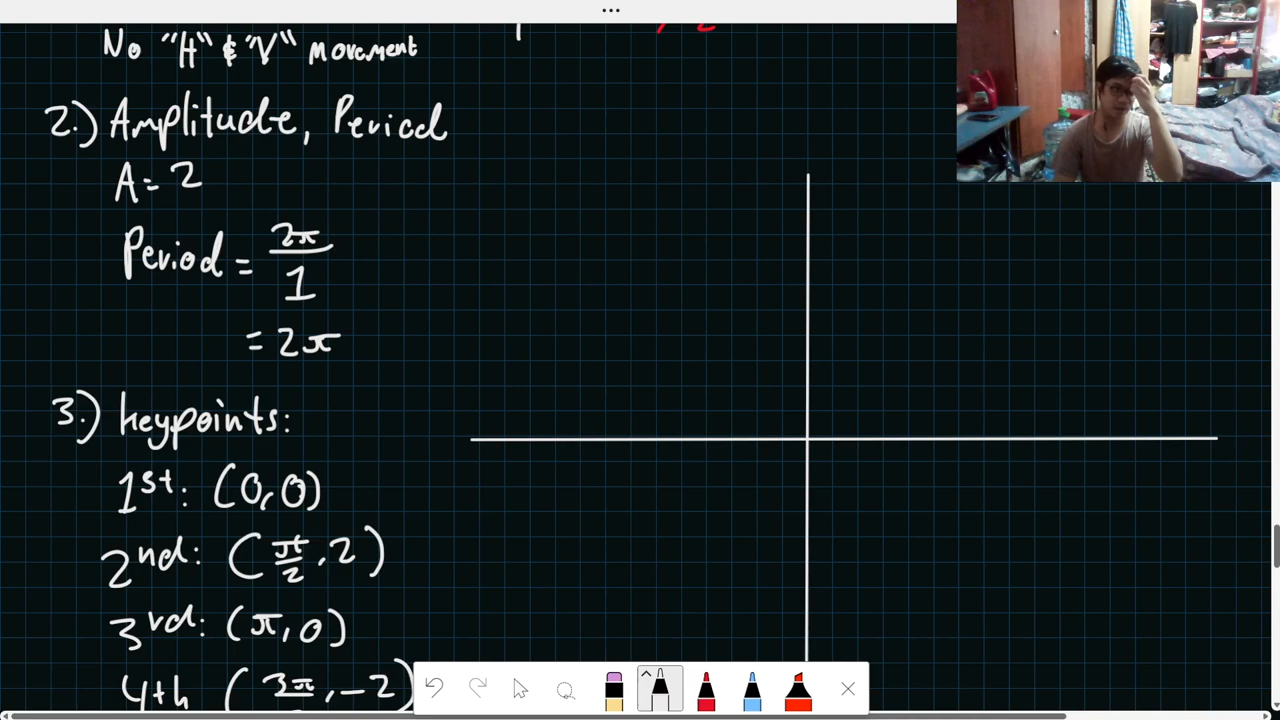 No "H" & "V" movement
2.) Amplitude, Period
A = 2
Period = 2π/1
= 2π
3.) keypoints:
1st: (0,0)
2nd: (π/2, 2)
3rd: (π, 0)
4th (3π/, -2)